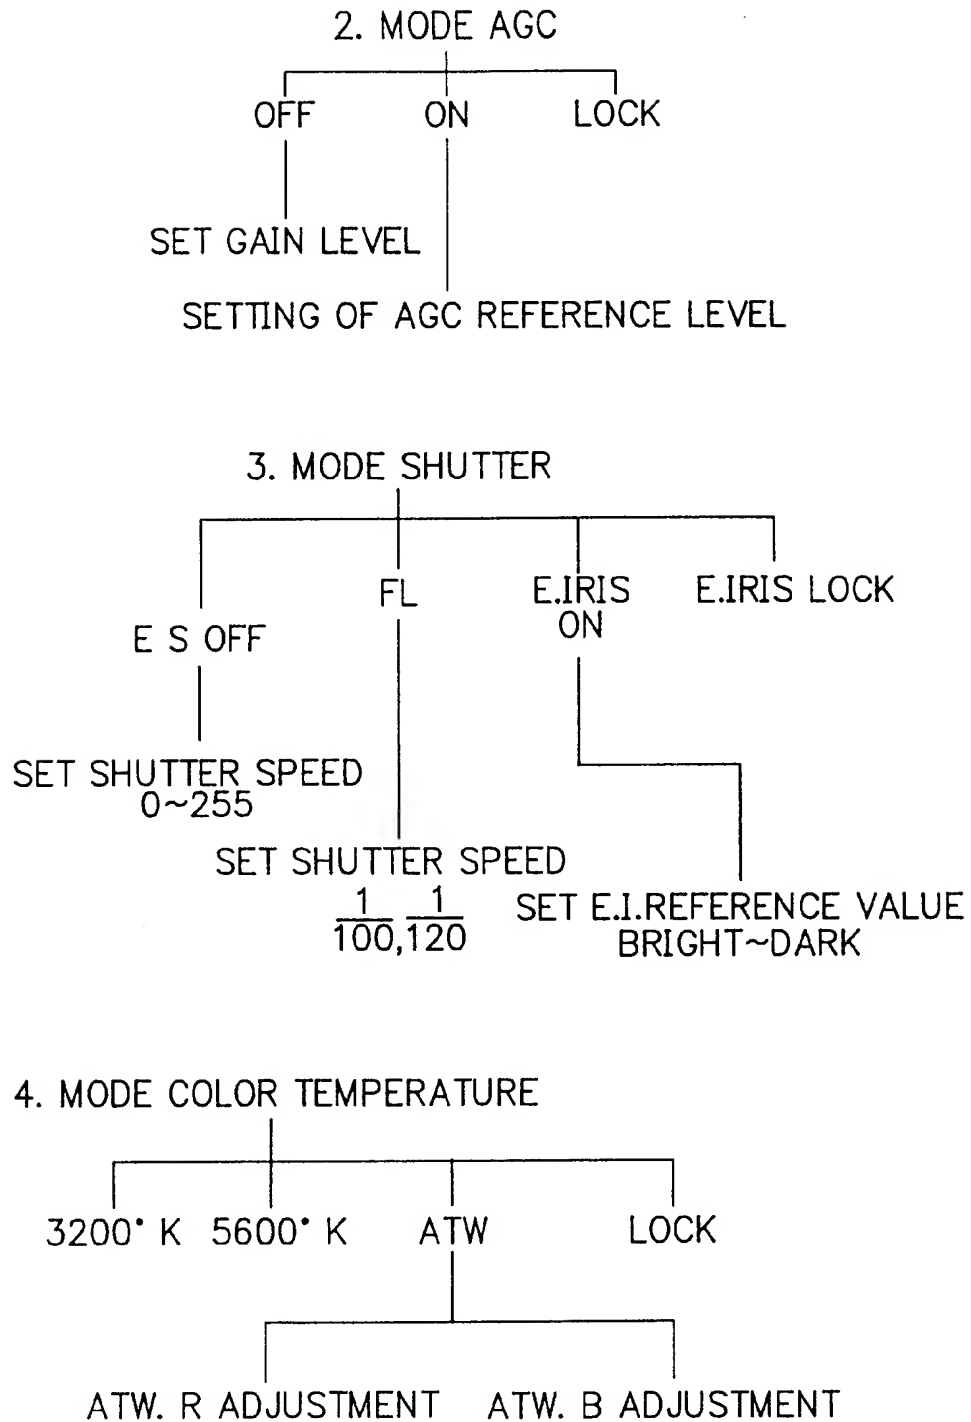 2. MODE AGC
OFF ON LOCK
SET GAIN LEVEL
SETTING OF AGC REFERENCE LEVEL
3. MODE SHUTTER
FL E.IRIS E.IRIS LOCK
ON
E S OFF
SET SHUTTER SPEED
0~255
SET SHUTTER SPEED
1/100, 1/120
SET E.I.REFERENCE VALUE
BRIGHT~DARK
4. MODE COLOR TEMPERATURE
3200° K 5600° K ATW LOCK
ATW. R ADJUSTMENT ATW. B ADJUSTMENT